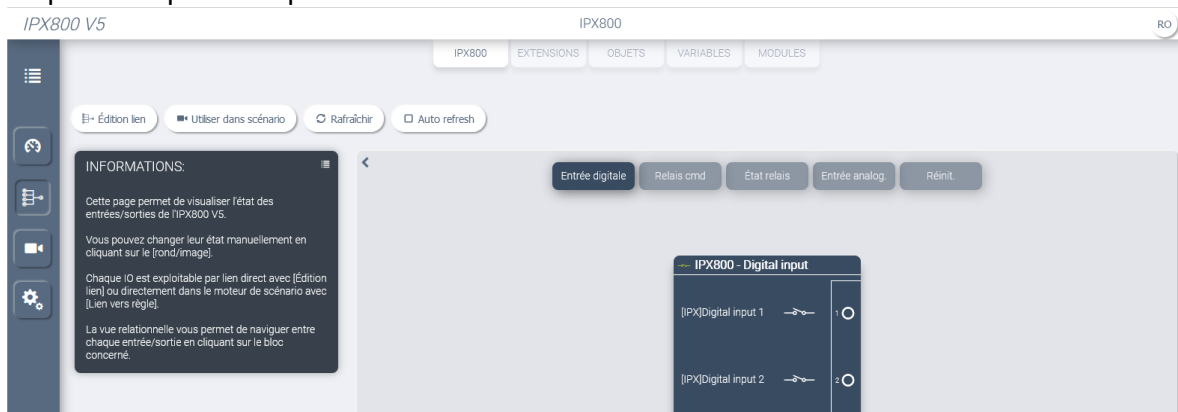 IPX800 V5
IPX800
RO
IPX800
EXTENSIONS
OBJETS
VARIABLES
MODULES
Édition lien
Utiliser dans scénario
Rafraîchir
Auto refresh
INFORMATIONS:
Cette page permet de visualiser l'état des
entrées/sorties de l'IPX800 V5.
Vous pouvez changer leur état manuellement en
cliquant sur le [rond/image].
Chaque IO est exploitable par lien direct avec [Édition
lien] ou directement dans le moteur de scénario avec
[Lien vers règle].
La vue relationnelle vous permet de naviguer entre
chaque entrée/sortie en cliquant sur le bloc
concerné.
Entrée digitale
Relais cmd
État relais
Entrée analog.
Réinit.
IPX800 - Digital input
[IPX]Digital input 1
1
[IPX]Digital input 2
2